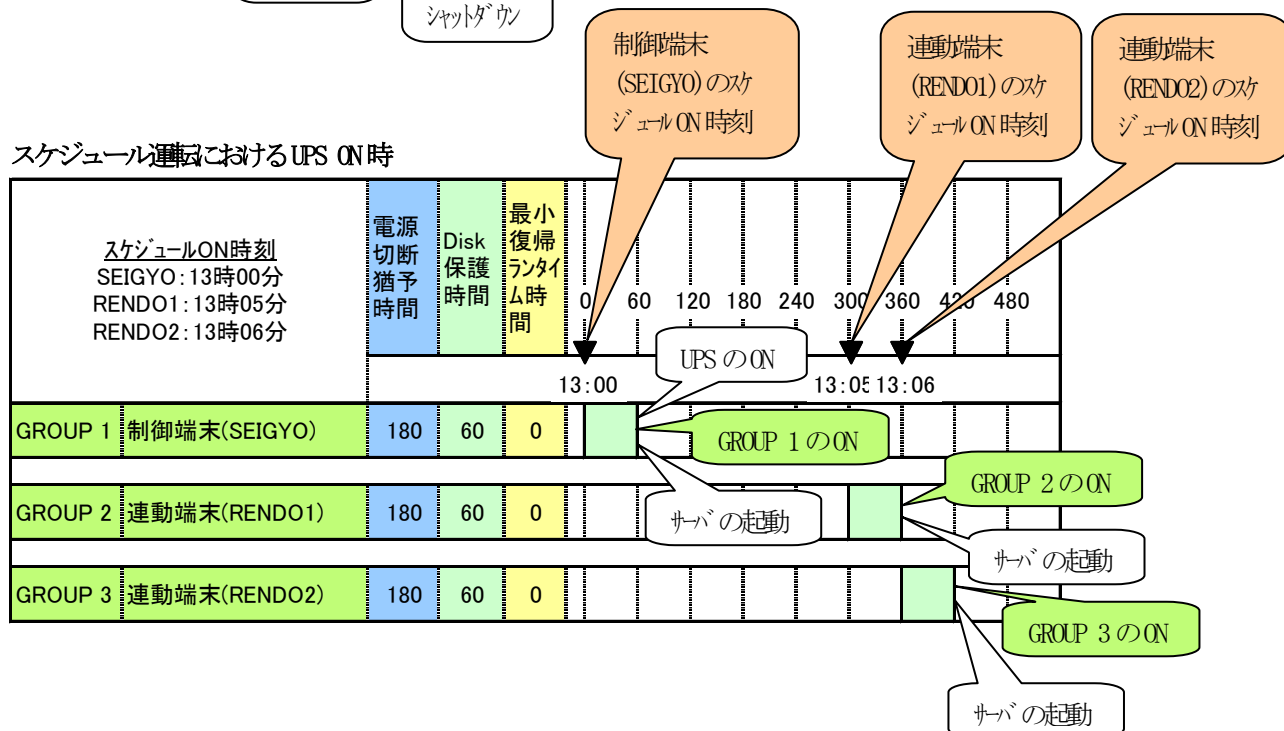 シャットダウン
制御端末
(SEIGYO)のスケ
ジュールON時刻
連動端末
(RENDO1)のスケ
ジュールON時刻
連動端末
(RENDO2)のスケ
ジュールON時刻
スケジュール運転におけるUPS ON時
スケジュールON時刻
SEIGYO:13時00分
RENDO1:13時05分
RENDO2:13時06分
電源
切断
猶予
時間
Disk
保護
時間
最小
復帰
ランタイ
ム時
間
0 60 120 180 240 300 360 420 480
UPSのON
13:00 13:05 13:06
GROUP 1 制御端末(SEIGYO) 180 60 0
GROUP 1のON
サーバの起動
GROUP 2 連動端末(RENDO1) 180 60 0
GROUP 2のON
サーバの起動
GROUP 3 連動端末(RENDO2) 180 60 0
GROUP 3のON
サーバの起動